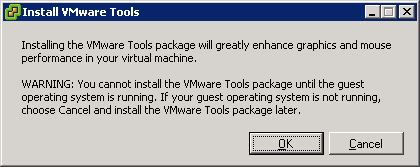 Install VMware Tools
Installing the VMware Tools package will greatly enhance graphics and mouse
performance in your virtual machine.
WARNING: You cannot install the VMware Tools package until the guest
operating system is running. If your guest operating system is not running,
choose Cancel and install the VMware Tools package later.
OK Cancel